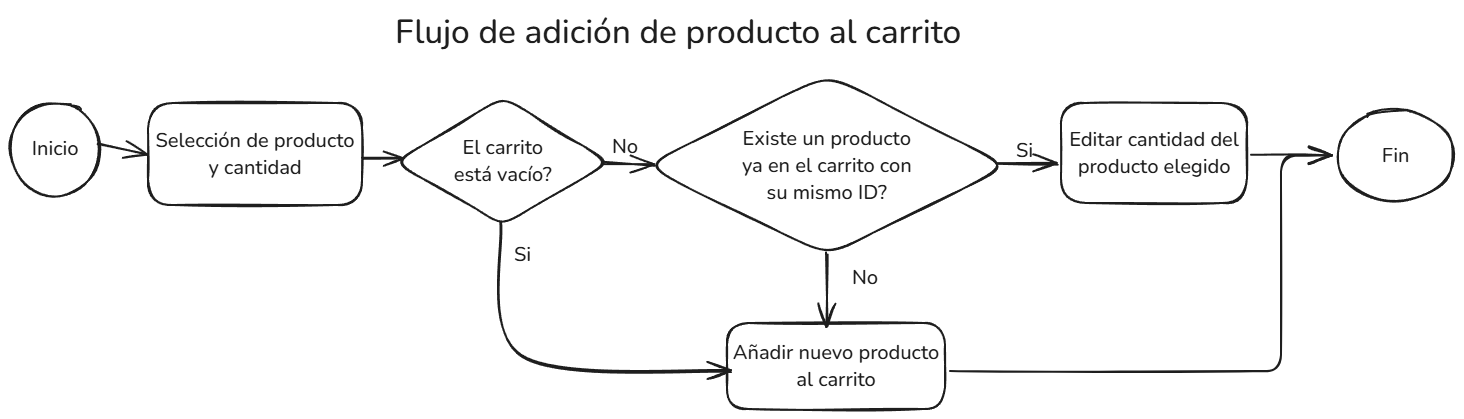 Flujo de adición de producto al carrito
Inicio
Selección de producto
y cantidad
El carrito
está vacío?
No
Si
Existe un producto
ya en el carrito con
su mismo ID?
Si
No
Editar cantidad del
producto elegido
Añadir nuevo producto
al carrito
Fin